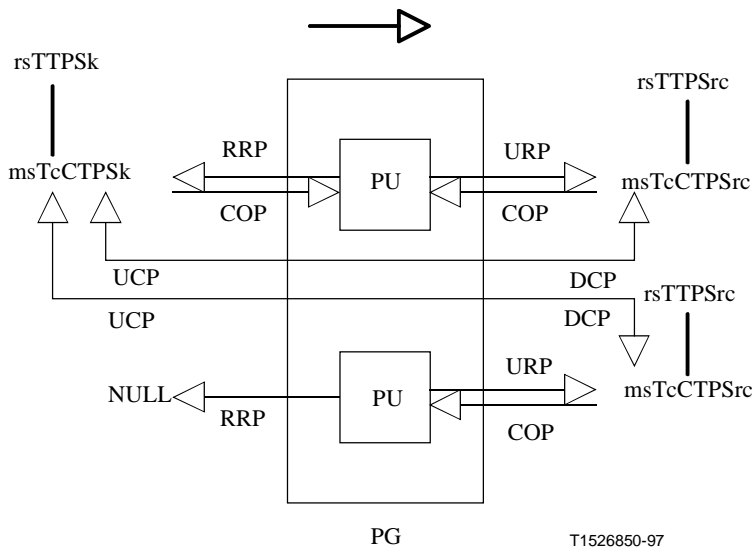 rsTTPSk
rsTTPSrc
RRP
URP
msTcCTPSk
PU
msTcCTPSrc
COP
COP
UCP
DCP
rsTTPSrc
UCP
DCP
URP
NULL
PU
msTcCTPSrc
RRP
COP
PG
T1526850-97